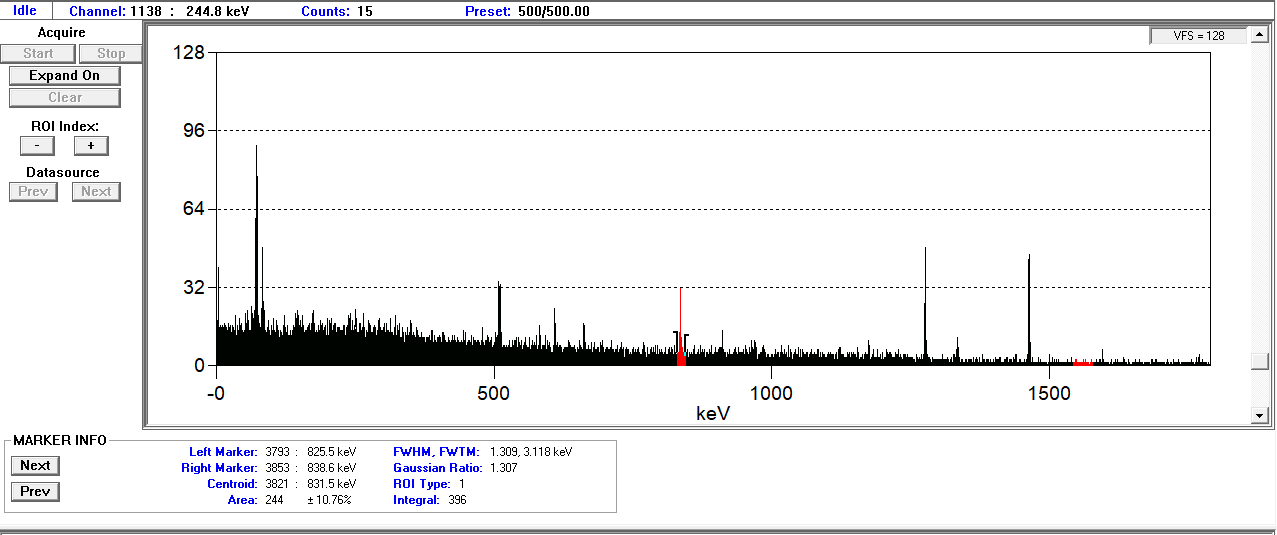 Idle Channel: 1138 : 244.8 keV Counts: 15 Preset: 500/500.00
Acquire
Start Stop
Expand On
Clear
ROI Index:
- +
Datasource
Prev Next
VFS = 128
128
96
64
32
0
-0 500 1000 1500
keV
MARKER INFO
Next
Prev
Left Marker: 3793 : 825.5 keV
Right Marker: 3853 : 838.6 keV
Centroid: 3821 : 831.5 keV
Area: 244 ± 10.76%
FWHM, FWTM: 1.309, 3.118 keV
Gaussian Ratio: 1.307
ROI Type: 1
Integral: 396